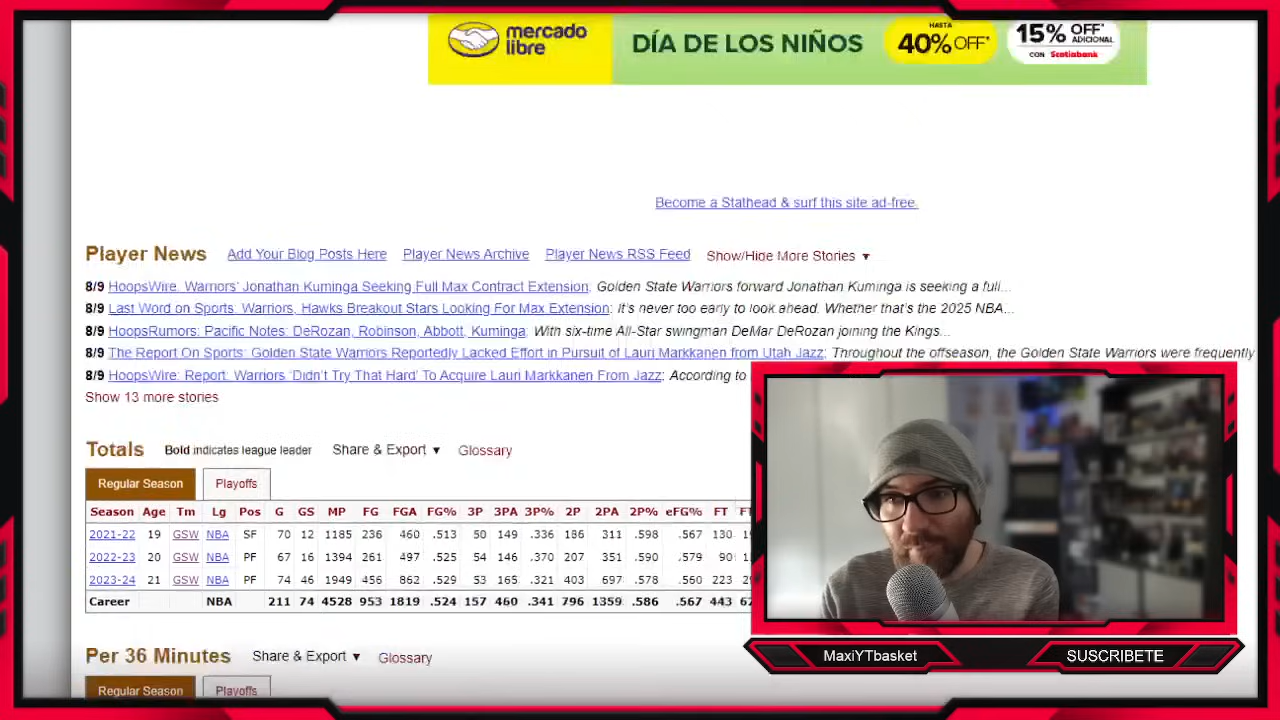 mercado libre
DÍA DE LOS NIÑOS
HASTA 40% OFF*
15% OFF* ADICIONAL CON Scotiabank
Become a Stathead & surf this site ad-free.
Player News Add Your Blog Posts Here Player News Archive Player News RSS Feed Show/Hide More Stories ▼
8/9 HoopsWire: Warriors' Jonathan Kuminga Seeking Full Max Contract Extension: Golden State Warriors forward Jonathan Kuminga is seeking a full...
8/9 Last Word on Sports: Warriors, Hawks Breakout Stars Looking For Max Extension: It's never too early to look ahead. Whether that's the 2025 NBA...
8/9 HoopsRumors: Pacific Notes: DeRozan, Robinson, Abbott, Kuminga: With six-time All-Star swingman DeMar DeRozan joining the Kings...
8/9 The Report On Sports: Golden State Warriors Reportedly Lacked Effort in Pursuit of Lauri Markkanen from Utah Jazz: Throughout the offseason, the Golden State Warriors were frequently
8/9 HoopsWire: Report: Warriors 'Didn't Try That Hard' To Acquire Lauri Markkanen From Jazz: According to
Show 13 more stories
Totals Bold indicates league leader Share & Export ▼ Glossary
Regular Season Playoffs
Season Age Tm Lg Pos G GS MP FG FGA FG% 3P 3PA 3P% 2P 2PA 2P% eFG% FT
2021-22 19 GSW NBA SF 70 12 1185 236 460 .513 50 149 .336 186 311 .598 .567 130
2022-23 20 GSW NBA PF 67 16 1394 261 497 .525 54 146 .370 207 351 .590 .579 90
2023-24 21 GSW NBA PF 74 46 1949 456 862 .529 53 165 .321 403 697 .578 .560 223
Career NBA 211 74 4528 953 1819 .524 157 460 .341 796 1359 .586 .567 443
Per 36 Minutes Share & Export ▼ Glossary
Regular Season Playoffs
MaxiYTbasket
SUSCRIBETE